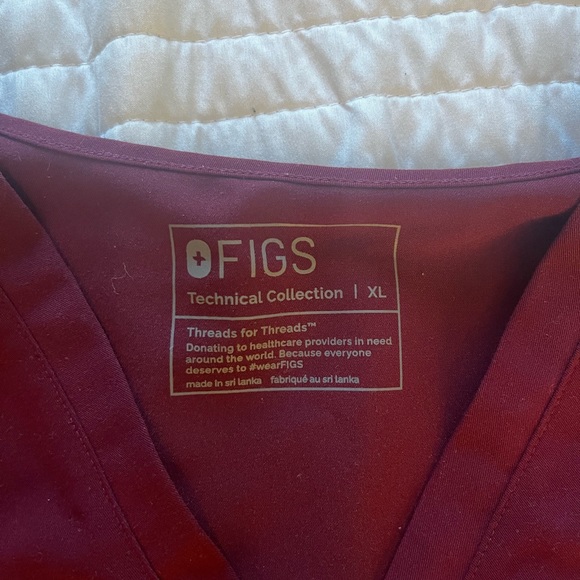 FIGS
Technical Collection | XL
Threads for Threads™
Donating to healthcare providers in need
around the world. Because everyone
deserves to #wearFIGS
made in sri lanka fabriqué au sri lanka